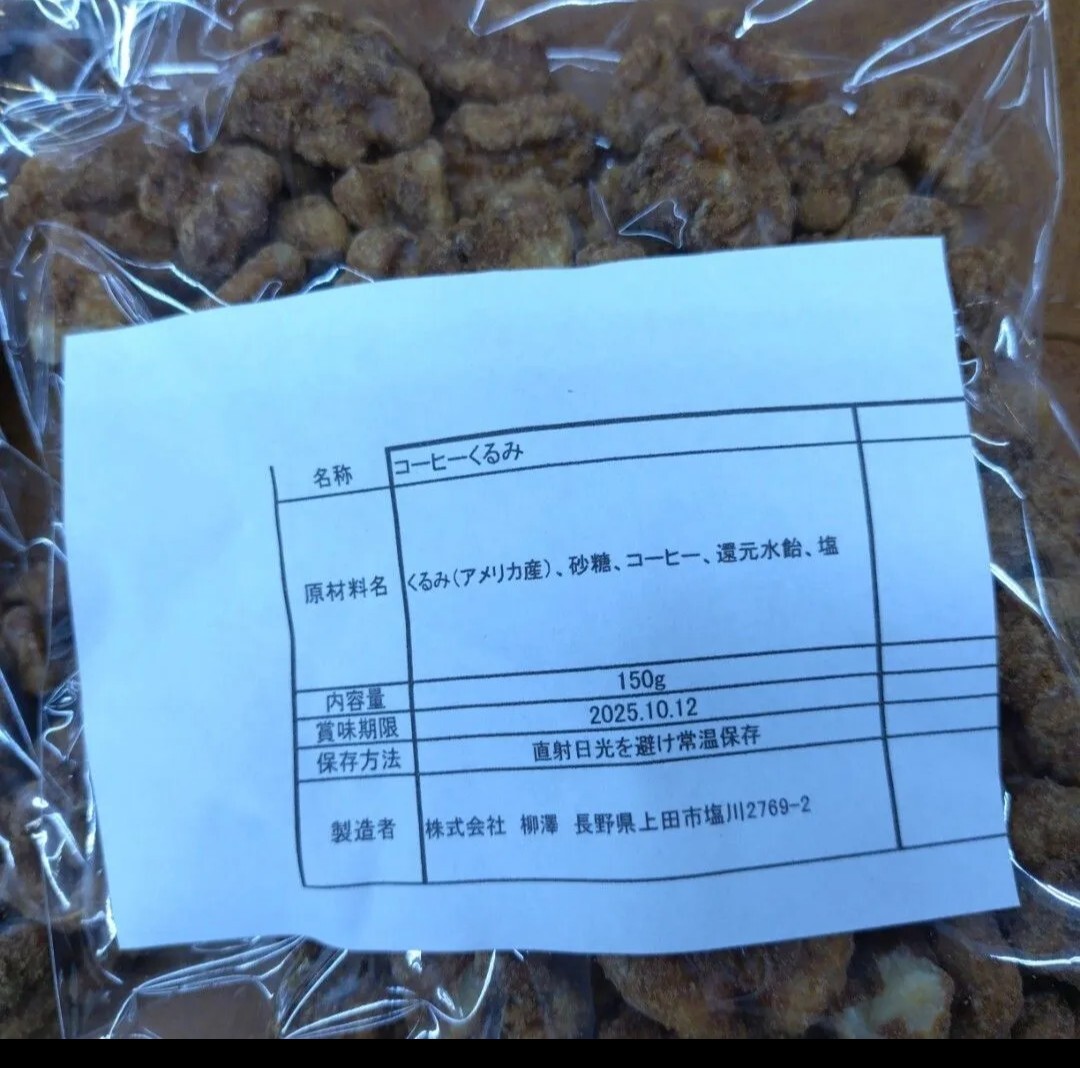 名称 コーヒーくるみ
原材料名 くるみ(アメリカ産)、砂糖、コーヒー、還元水飴、塩
内容量 150g
賞味期限 2025.10.12
保存方法 直射日光を避け常温保存
製造者 株式会社 柳澤 長野県上田市塩川2769-2